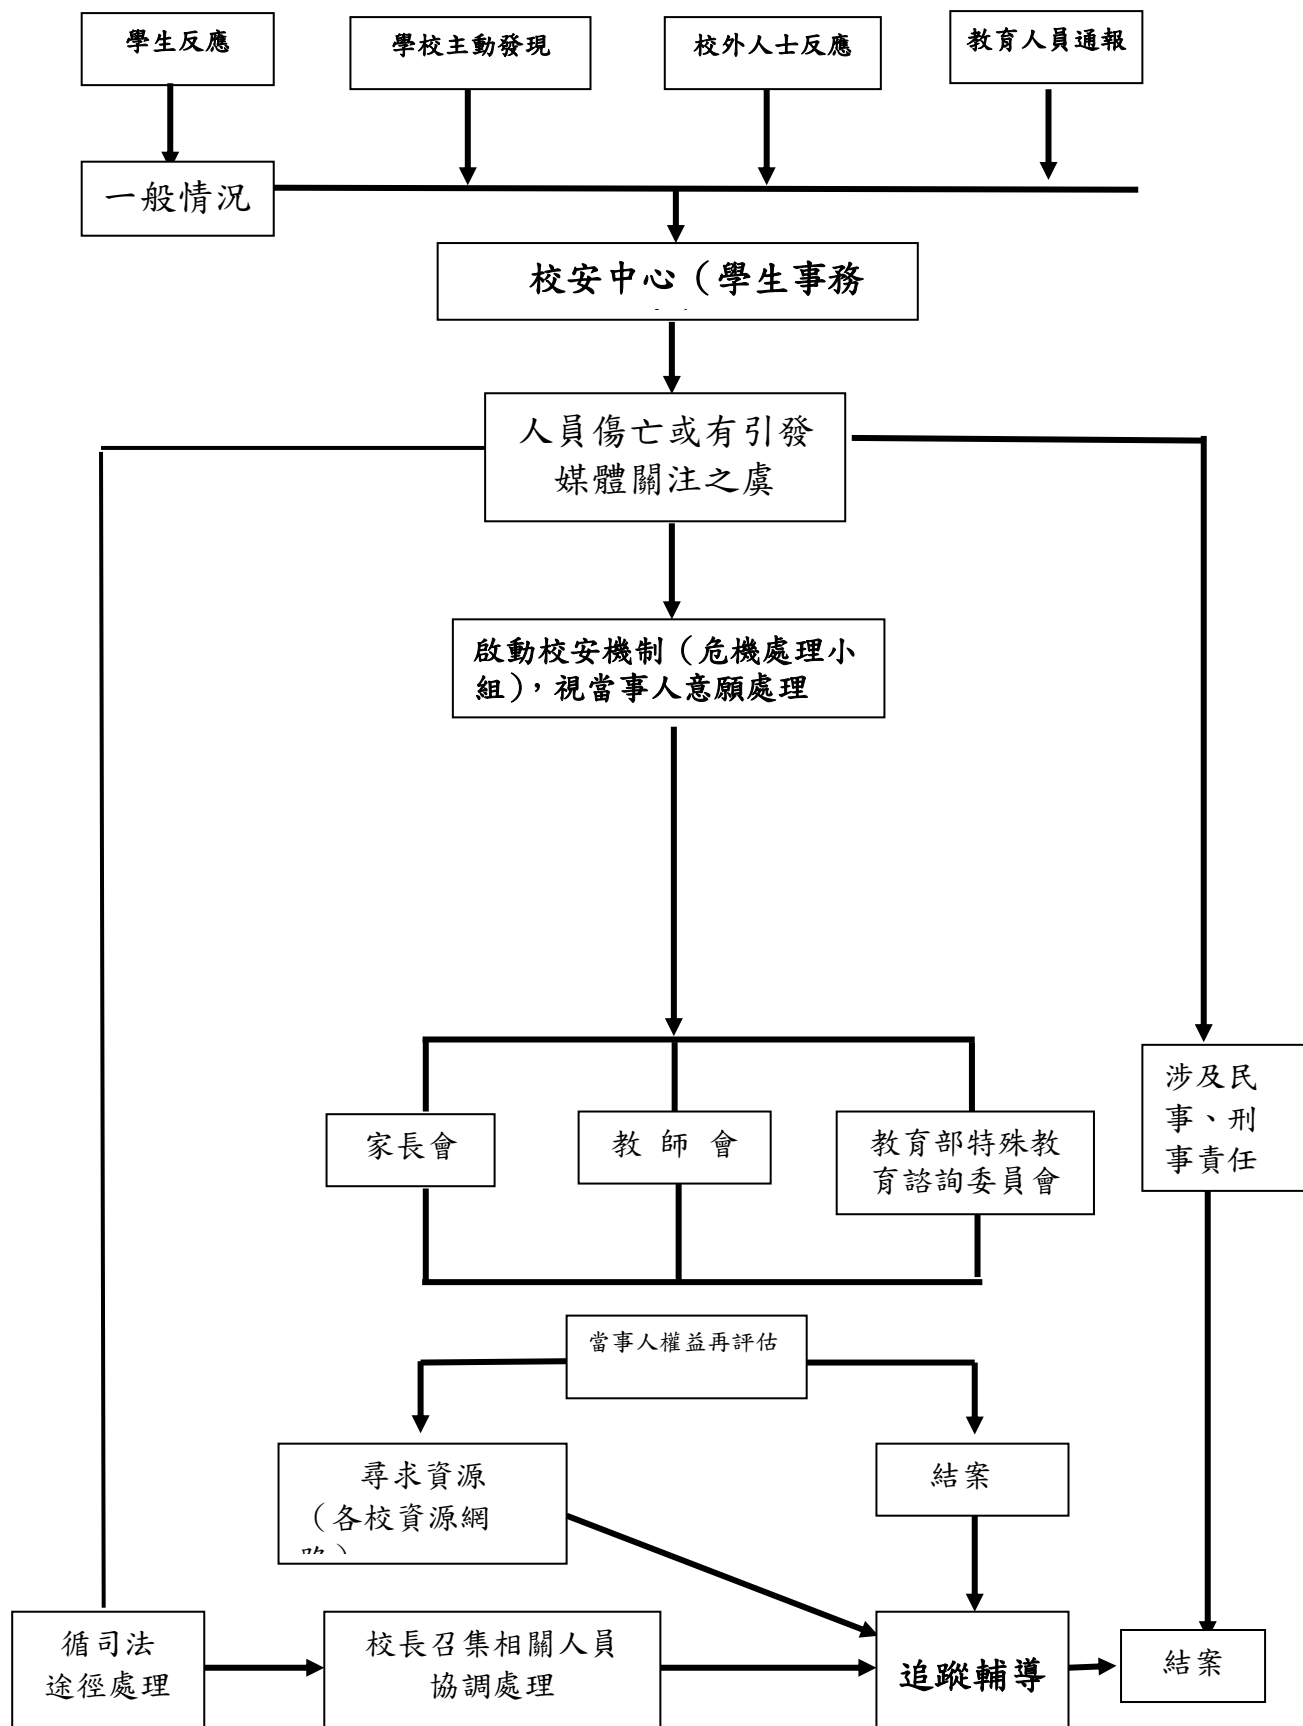 學生反應
學校主動發現
校外人士反應
教育人員通報
一般情況
校安中心（學生事務
人員傷亡或有引發
媒體關注之虞
啟動校安機制（危機處理小
組），視當事人意願處理
家長會
教 師 會
教育部特殊教
育諮詢委員會
涉及民
事、刑
事責任
當事人權益再評估
尋求資源
（各校資源網
結案
循司法
途徑處理
校長召集相關人員
協調處理
追蹤輔導
結案